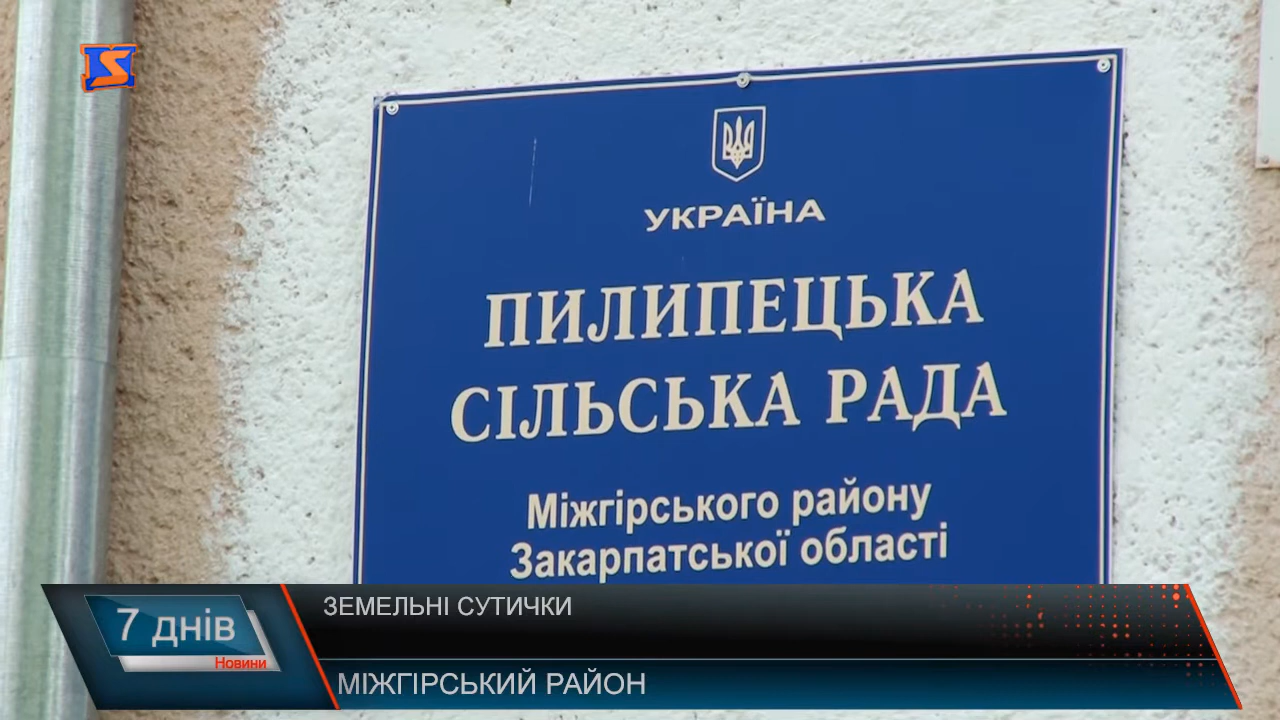 УКРАЇНА
ПИЛИПЕЦЬКА
СІЛЬСЬКА РАДА
Міжгірського району
Закарпатської області
7 днів
Новини
ЗЕМЕЛЬНІ СУТИЧКИ
МІЖГІРСЬКИЙ РАЙОН